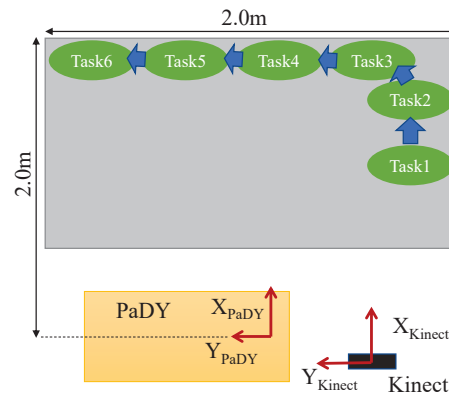 2.0m
2.0m
Task6
Task5
Task4
Task3
Task2
Task1
PaDY
XPaDY
YPaDY
XKinect
YKinect
Kinect